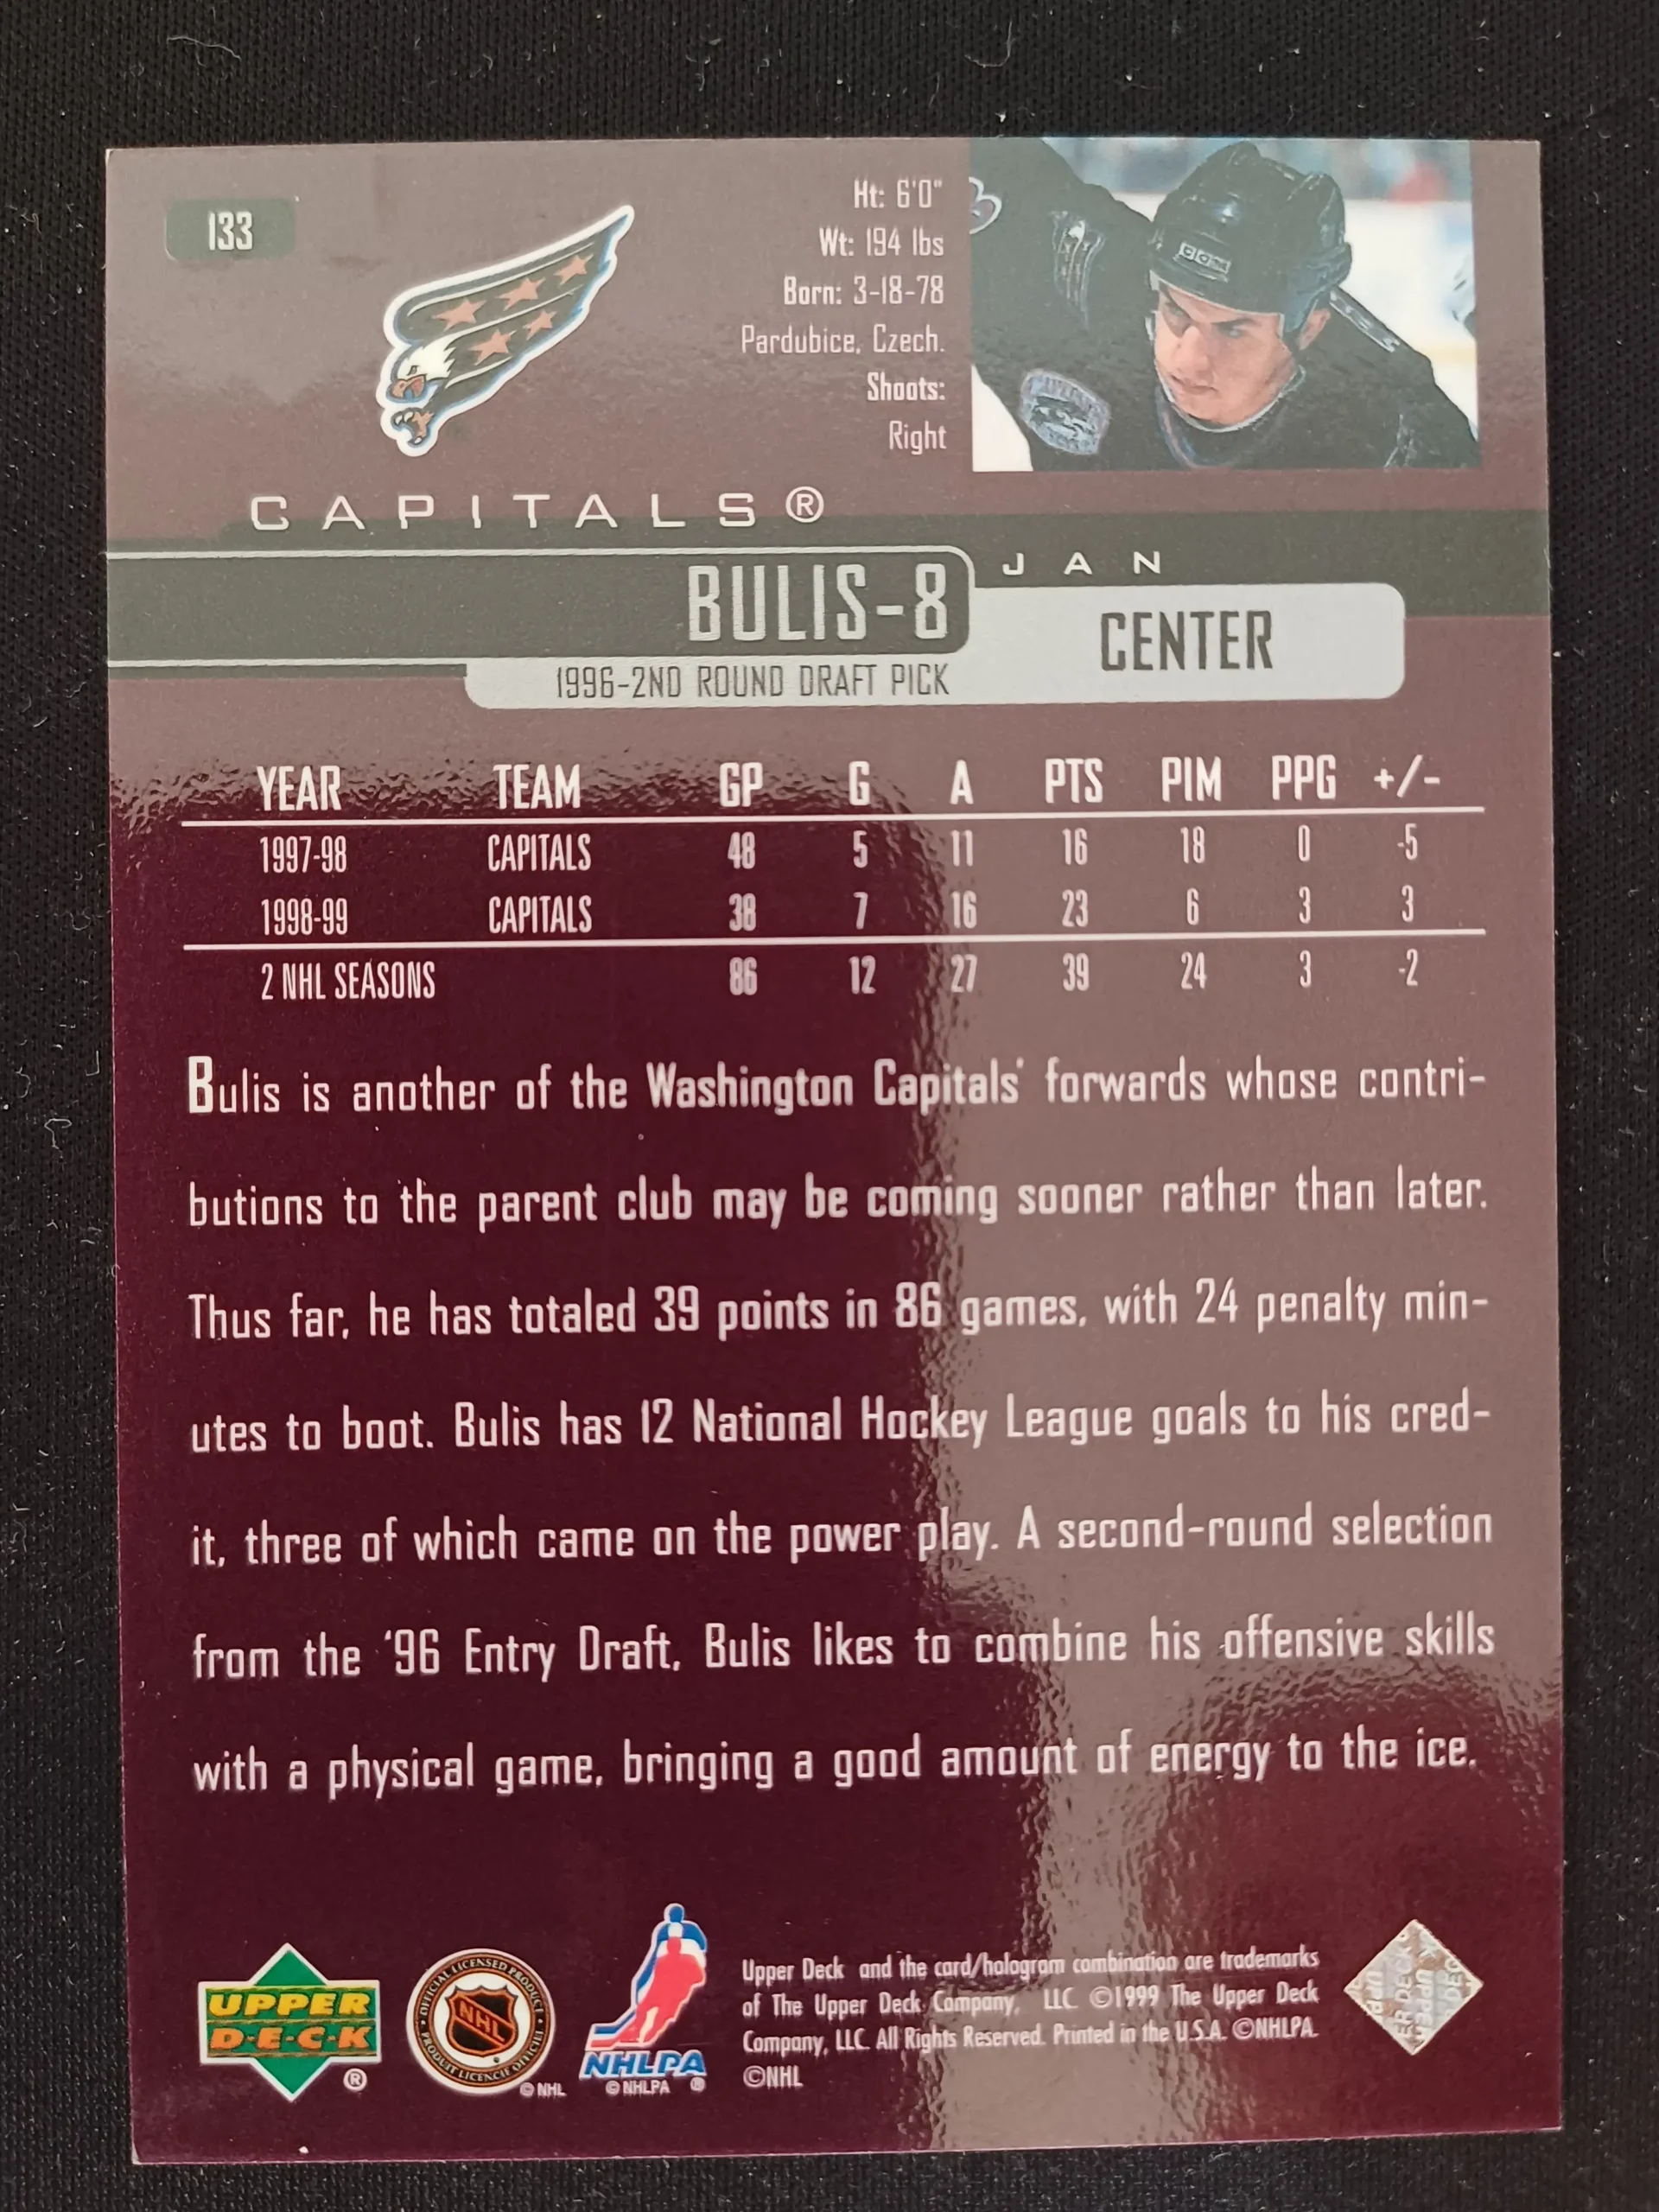 133
Ht: 6'0"
Wt: 194 lbs
Born: 3-18-78
Pardubice, Czech.
Shoots:
Right
CCM
CAPITALS®
JAN
BULIS-8
CENTER
1996-2ND ROUND DRAFT PICK
YEAR TEAM GP G A PTS PIM PPG +/-
1997-98 CAPITALS 48 5 11 16 18 0 -5
1998-99 CAPITALS 38 7 16 23 6 3 3
2 NHL SEASONS 86 12 27 39 24 3 -2
Bulis is another of the Washington Capitals' forwards whose contri-
butions to the parent club may be coming sooner rather than later.
Thus far, he has totaled 39 points in 86 games, with 24 penalty min-
utes to boot. Bulis has 12 National Hockey League goals to his cred-
it, three of which came on the power play. A second-round selection
from the '96 Entry Draft, Bulis likes to combine his offensive skills
with a physical game, bringing a good amount of energy to the ice.
UPPER
D·E·C·K
®
OFFICIAL LICENSED PRODUCT
NHL
PRODUIT LICENCIÉ OFFICIEL
© NHL
NHLPA
© NHLPA ®
Upper Deck and the card/hologram combination are trademarks
of The Upper Deck Company, LLC ©1999 The Upper Deck
Company, LLC. All Rights Reserved. Printed in the U.S.A. ©NHLPA.
©NHL
UPPER DECK